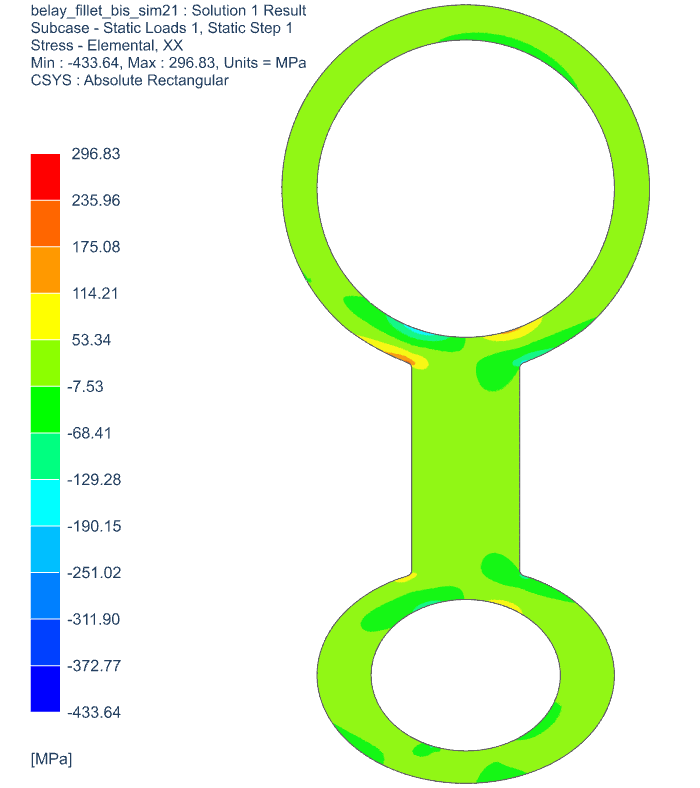 belay_fillet_bis_sim21 : Solution 1 Result
Subcase - Static Loads 1, Static Step 1
Stress - Elemental, XX
Min : -433.64, Max : 296.83, Units = MPa
CSYS : Absolute Rectangular
296.83
235.96
175.08
114.21
53.34
-7.53
-68.41
-129.28
-190.15
-251.02
-311.90
-372.77
-433.64
[MPa]